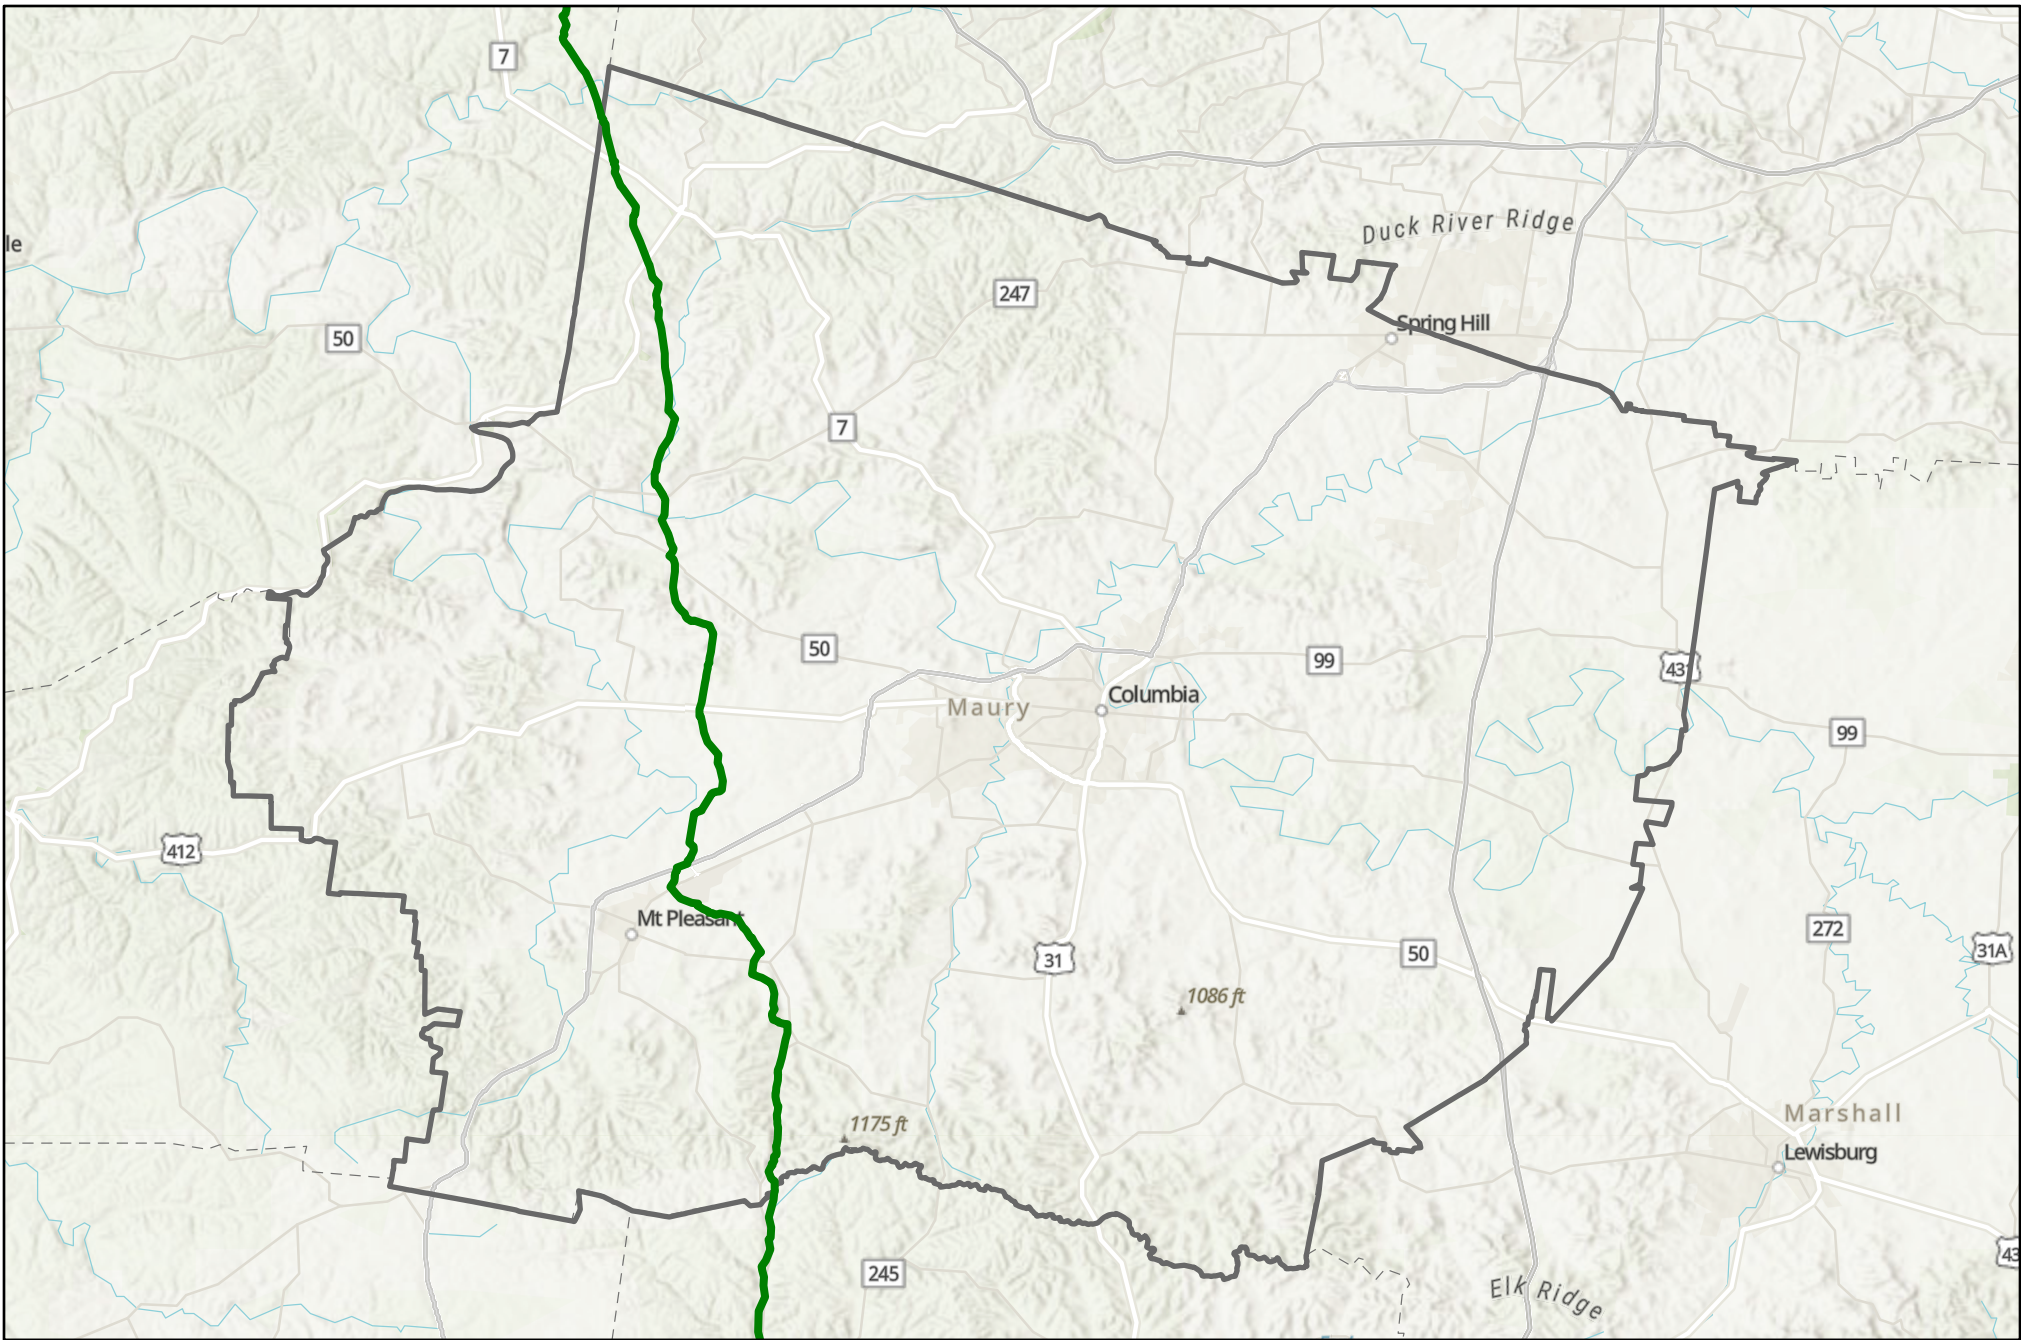 7
Duck River Ridge
le
247
50
Spring Hill
7
50
99
431
Maury
Columbia
99
412
Mt Pleasant
272
31A
31
50
1086 ft
1175 ft
Marshall
Lewisburg
245
43
Elk Ridge